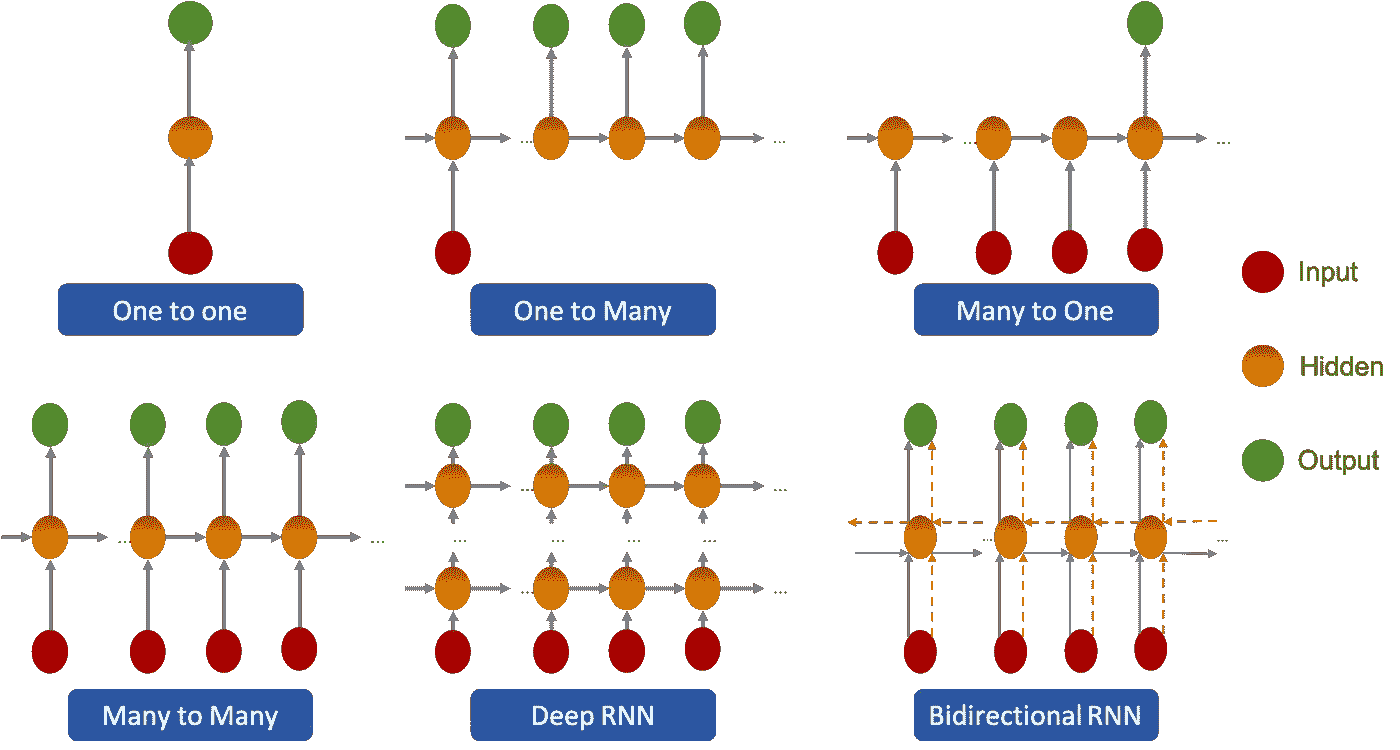 ...
...
...
...
One to one
One to Many
Many to One
Input
Hidden
Output
...
...
...
...
...
...
...
...
...
...
...
...
Many to Many
Deep RNN
Bidirectional RNN